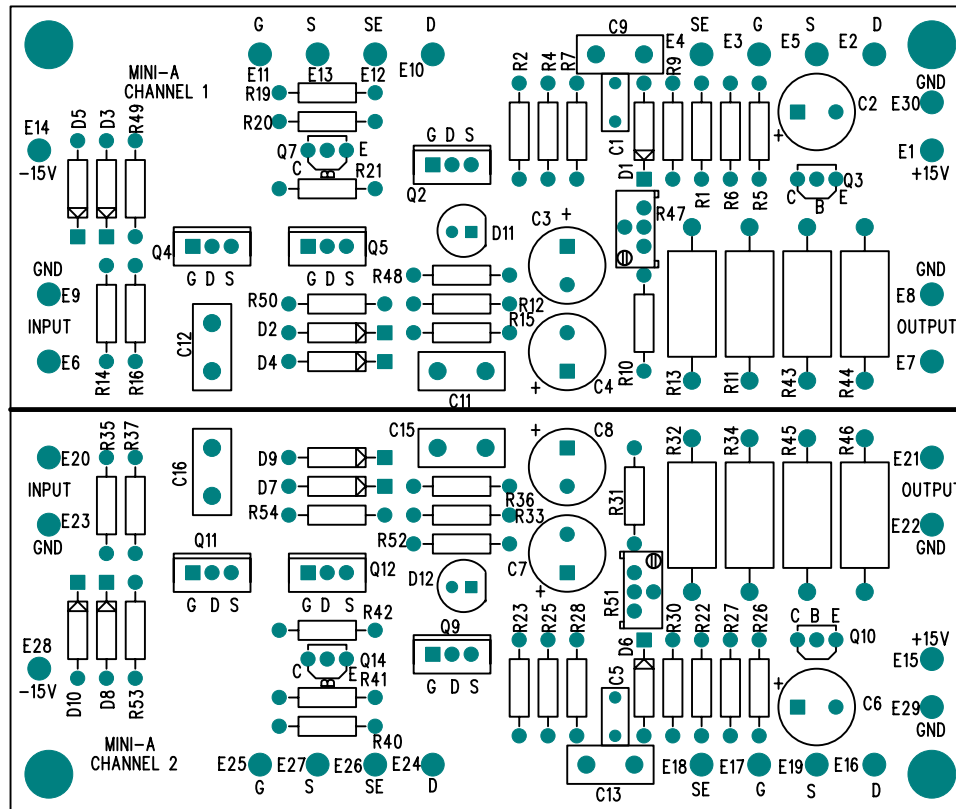 G S SE D C9 G S D
E11 E13 E12 E10 R2 R4 R7 E4 E3 E5 E2
MINI-A
CHANNEL 1
R19 R9 GND
E14 D5 D3 R49 R20 C1 C2 E30
+
-15V Q7 E G D S D1 E1
C B R21 Q2 R1 R6 R5 C B E Q3 +15V
Q4 Q5 D11 C3 + R47
G D S G D S R48
GND GND
E9 R50 R12 E8
INPUT D2 R15 OUTPUT
E6 C12 D4 E7
R14 R16 C11 + C4 R10 R13 R11 R43 R44
R35 R37 C15 + C8 R32 R34 R45 R46
E20 C16 D9 E21
INPUT D7 R36 R31 OUTPUT
E23 R54 R33 E22
GND R52 GND
Q11 Q12 D12 C7 + R51
G D S G D S
R42 Q9 R23 R25 R28 D6 R30 R22 R27 R26 C B E Q10 +15V
E28 Q14 E15
-15V C B E R41 G D S C5 + C6 E29
D10 D8 R53 GND
R40
MINI-A
CHANNEL 2
E25 E27 E26 E24 E18 E17 E19 E16
G S SE D C13 SE G S D